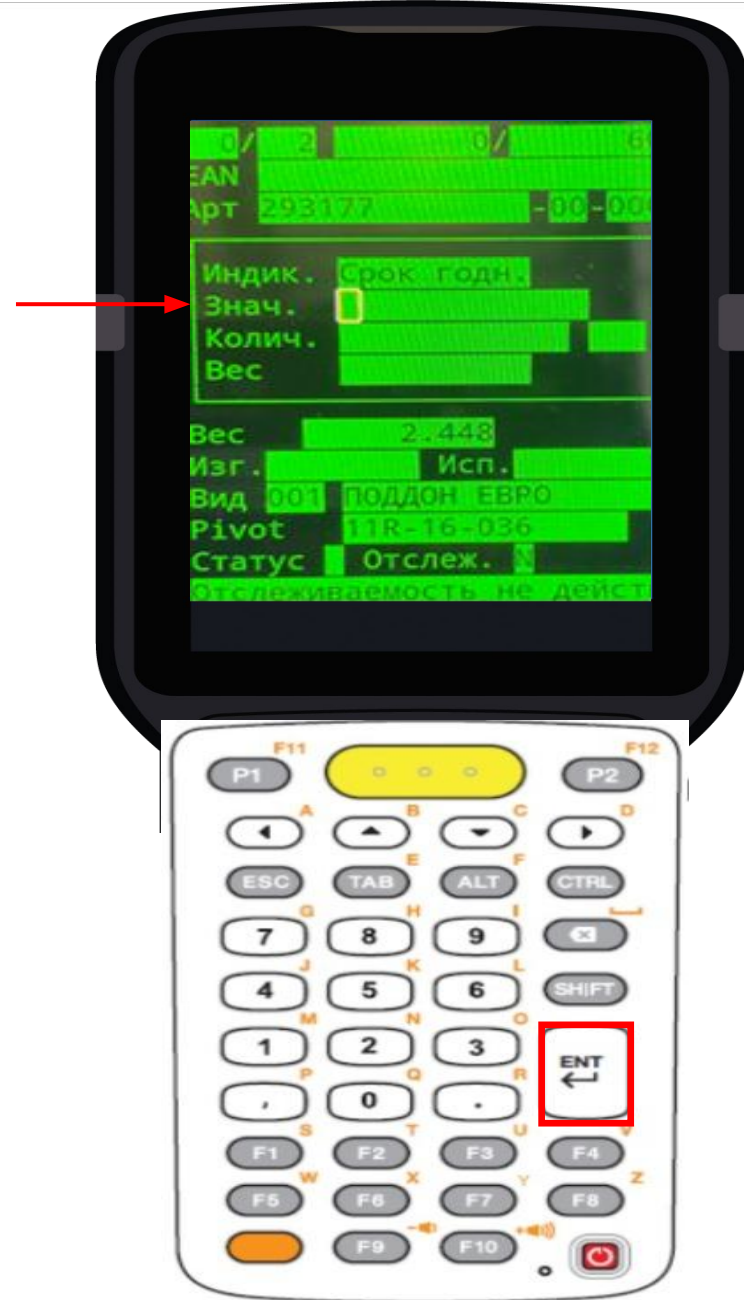 0/ 2 0/ 60
EAN
Арт 293177 -00-000
Индик. Срок годн.
Знач.
Колич.
Вес
Вес 2.448
Изг. Исп.
Вид 001 ПОДДОН ЕВРО
Pivot 11R-16-036
Статус Отслеж. N
Отслеживаемость не дейст
F11 F12
P1 P2
A B C D
E F
ESC TAB ALT CTRL
G H I
7 8 9
J K L
4 5 6 SHIFT
M N O
1 2 3 ENT
P Q R
, 0 .
S T U V
F1 F2 F3 F4
W X Y Z
F5 F6 F7 F8
F9 F10